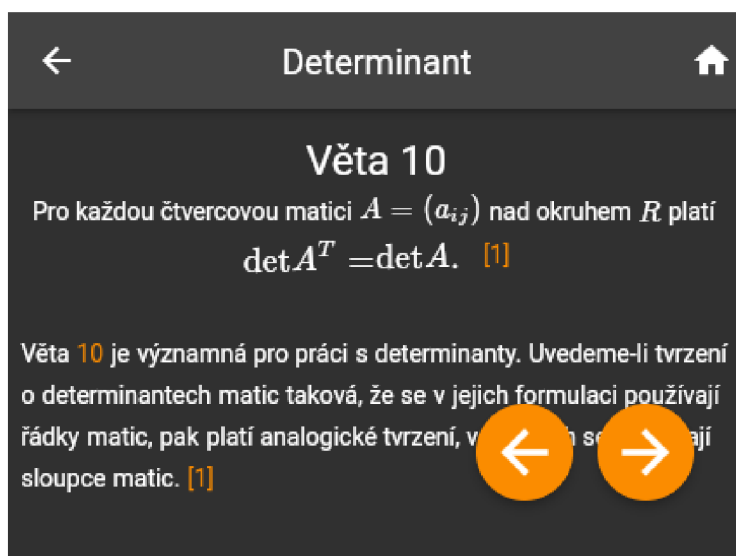 Determinant
Věta 10
Pro každou čtvercovou matici A = (aᵢⱼ) nad okruhem R platí
detAᵀ =detA. [1]
Věta 10 je významná pro práci s determinanty. Uvedeme-li tvrzení
o determinantech matic taková, že se v jejich formulaci používají
řádky matic, pak platí analogické tvrzení,
sloupce matic. [1]